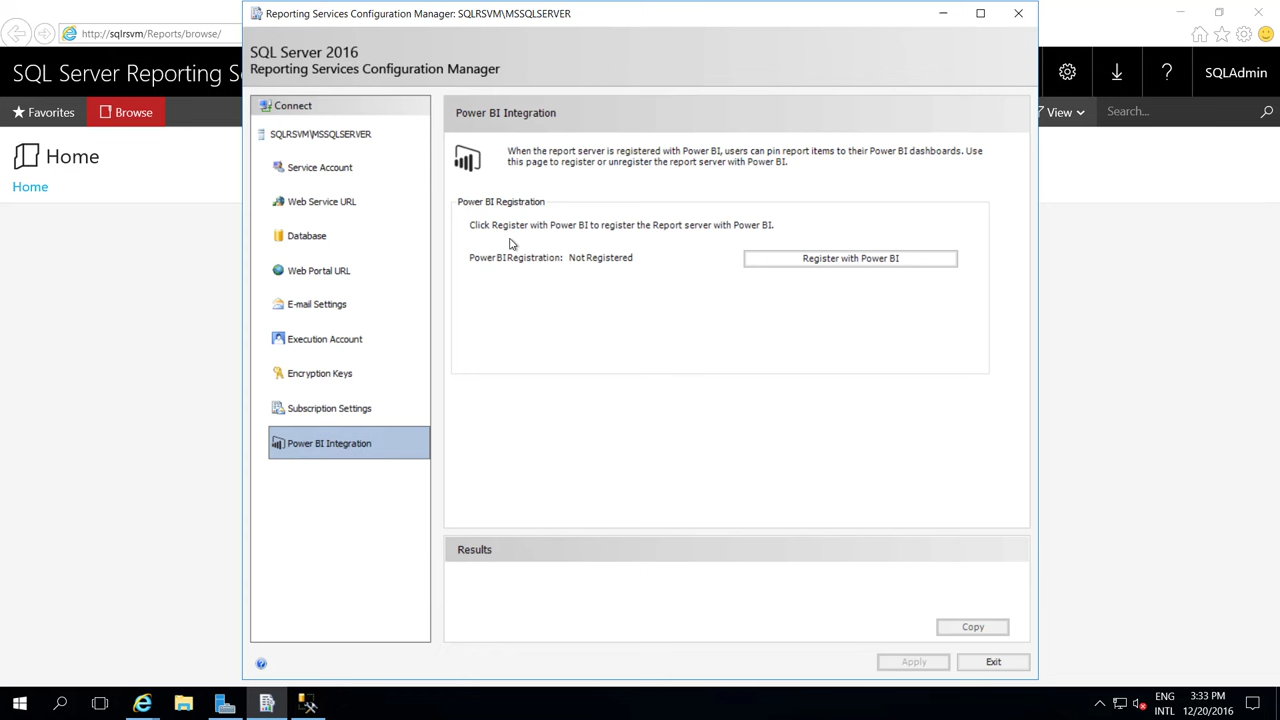 Reporting Services Configuration Manager: SQLRSVM\MSSQLSERVER
http://sqlrsvm/Reports/browse/
SQL Server 2016
Reporting Services Configuration Manager
SQL Server Reporting S
SQLAdmin
Favorites
Browse
View
Search...
Home
Home
Connect
SQLRSVM\MSSQLSERVER
Service Account
Web Service URL
Database
Web Portal URL
E-mail Settings
Execution Account
Encryption Keys
Subscription Settings
Power BI Integration
Power BI Integration
When the report server is registered with Power BI, users can pin report items to their Power BI dashboards. Use
this page to register or unregister the report server with Power BI.
Power BI Registration
Click Register with Power BI to register the Report server with Power BI.
Power BI Registration: Not Registered
Register with Power BI
Results
Copy
Apply
Exit
ENG
INTL
3:33 PM
12/20/2016